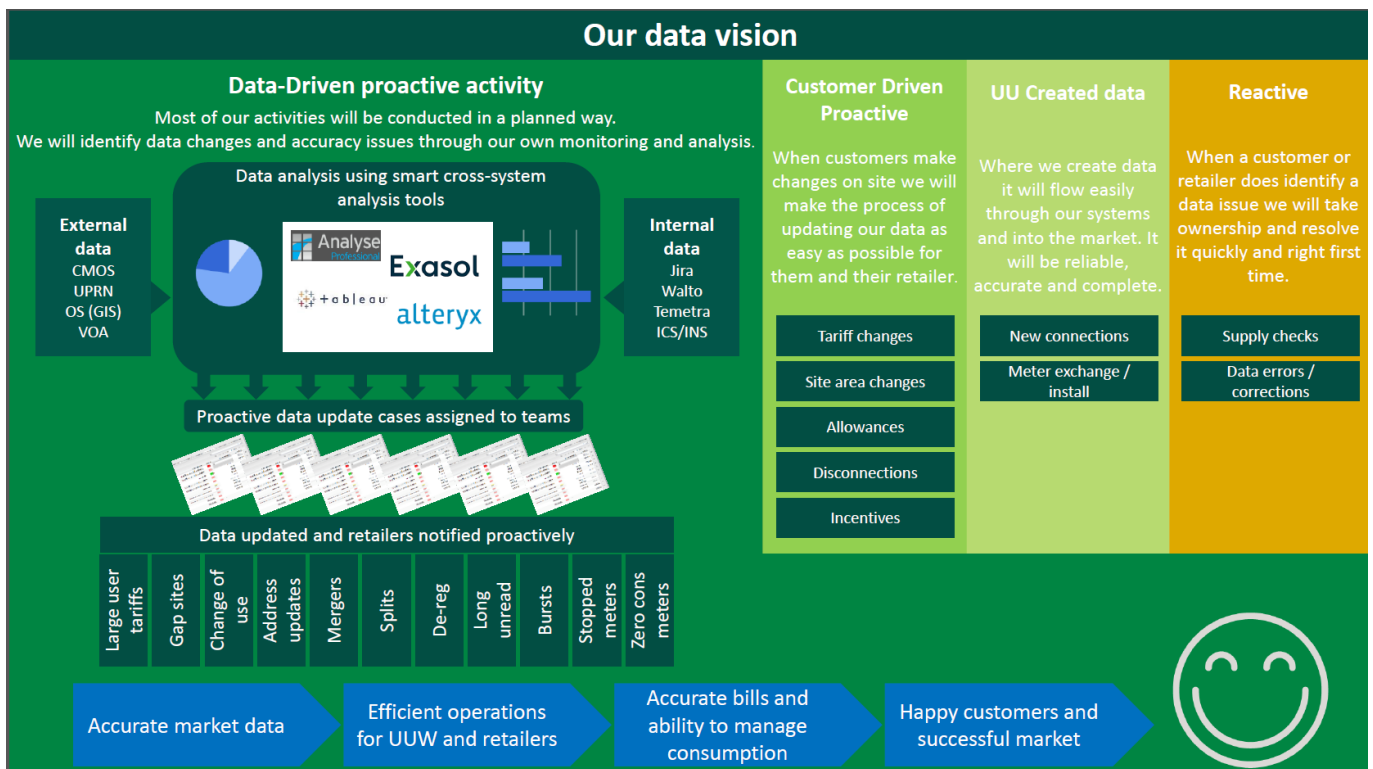 Our data vision
Data-Driven proactive activity
Most of our activities will be conducted in a planned way.
We will identify data changes and accuracy issues through our own monitoring and analysis.
Data analysis using smart cross-system
analysis tools
External
data
CMOS
UPRN
OS (GIS)
VOA
Analyse
Professional
Exasol
+ableau
alteryx
Internal
data
Jira
Walto
Temetra
ICS/INS
Proactive data update cases assigned to teams
Data updated and retailers notified proactively
Large user
tariffs
Gap sites
Change of
use
Address
updates
Mergers
Splits
De-reg
Long
unread
Bursts
Stopped
meters
Zero cons
meters
Customer Driven
Proactive
When customers make
changes on site we will
make the process of
updating our data as
easy as possible for
them and their retailer.
Tariff changes
Site area changes
Allowances
Disconnections
Incentives
UU Created data
Where we create data
it will flow easily
through our systems
and into the market. It
will be reliable,
accurate and complete.
New connections
Meter exchange /
install
Reactive
When a customer or
retailer does identify a
data issue we will take
ownership and resolve
it quickly and right first
time.
Supply checks
Data errors /
corrections
Accurate market data
Efficient operations
for UUW and retailers
Accurate bills and
ability to manage
consumption
Happy customers and
successful market